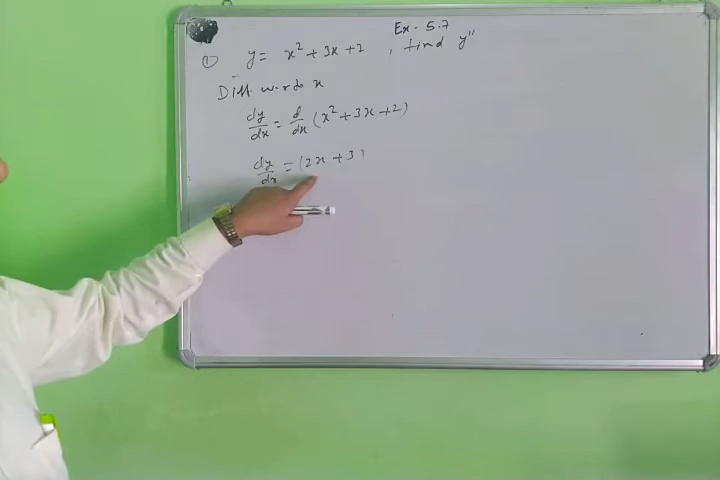 Ex - 5.7
① y = x² + 3x + 2 , find y''
Diff. w.r.to x
dy/dx = d/dx (x² + 3x + 2)
dy/dx = (2x + 3)